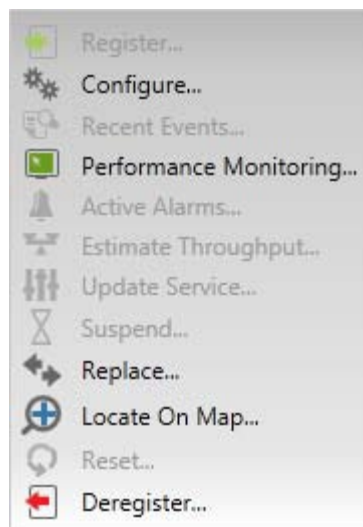 Register...
Configure...
Recent Events...
Performance Monitoring...
Active Alarms...
Estimate Throughput...
Update Service...
Suspend...
Replace...
Locate On Map...
Reset...
Deregister...